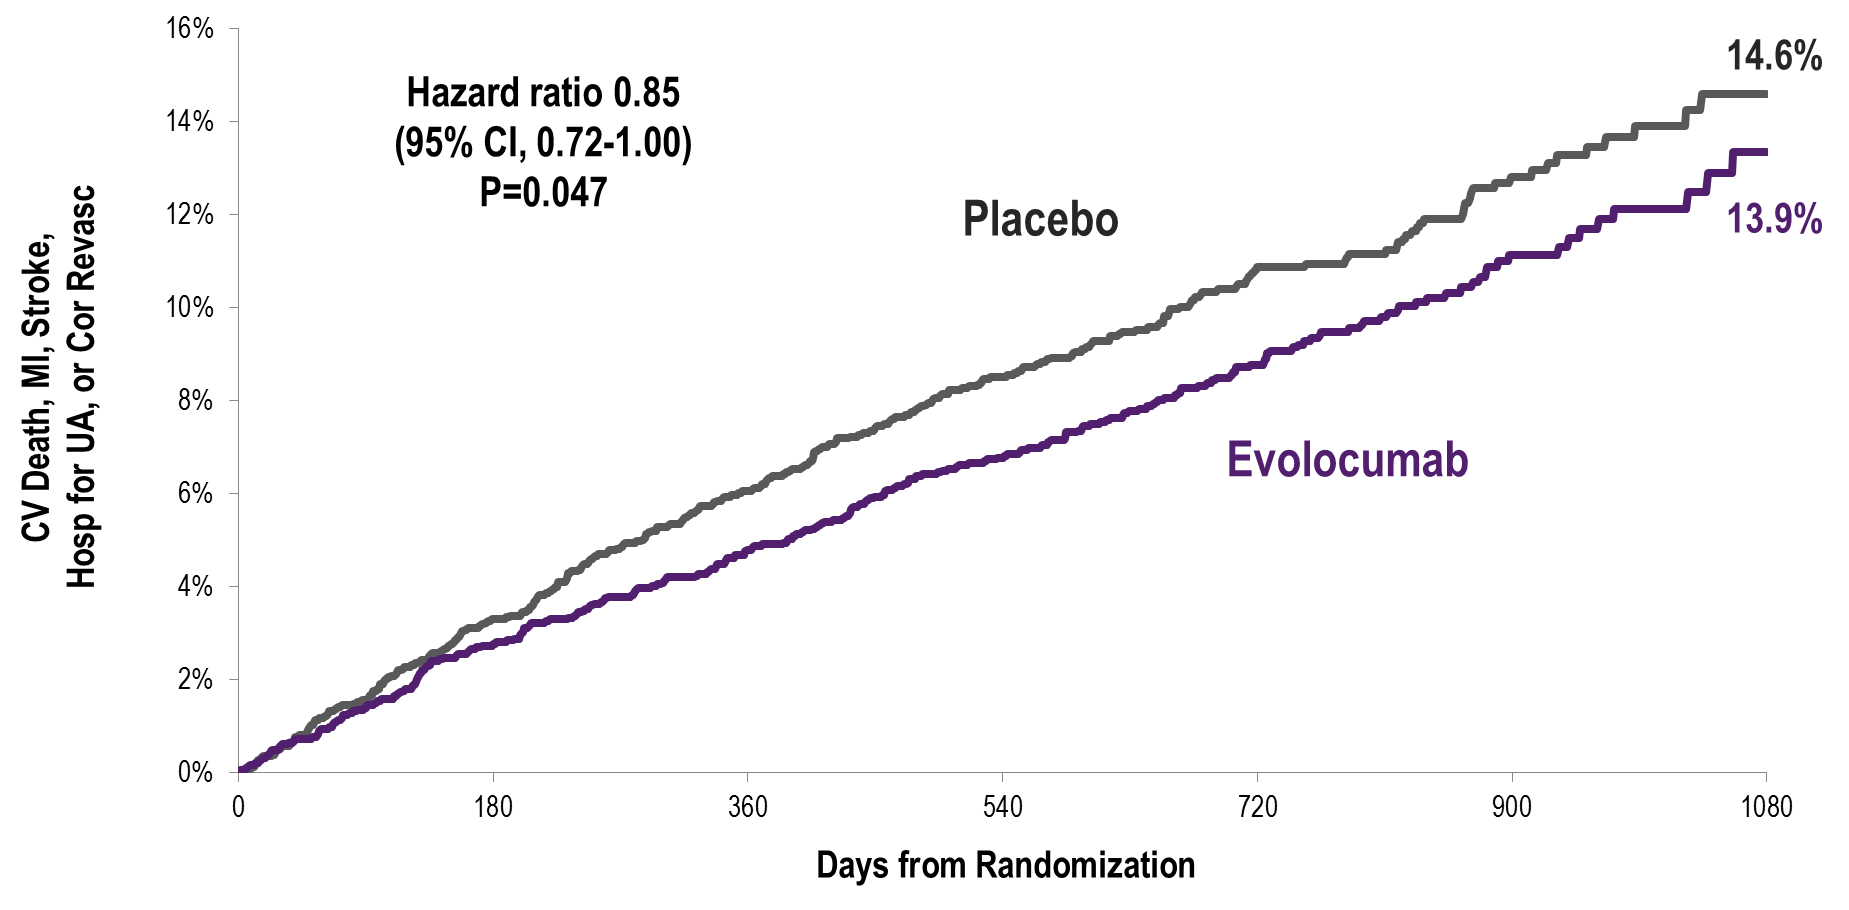 16%
14%
12%
10%
8%
6%
4%
2%
0%
CV Death, MI, Stroke,
Hosp for UA, or Cor Revasc
Hazard ratio 0.85
(95% CI, 0.72-1.00)
P=0.047
14.6%
Placebo
13.9%
Evolocumab
0 180 360 540 720 900 1080
Days from Randomization